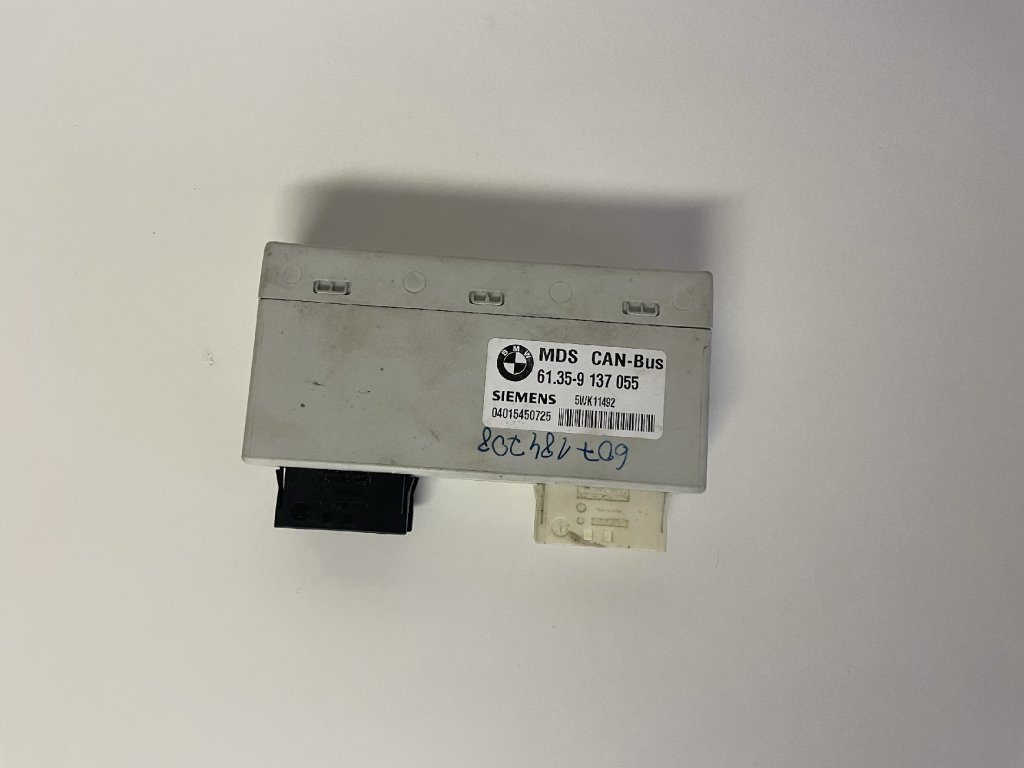 BMW MDS CAN-Bus
61.35-9 137 055
SIEMENS 5WK11492
04015450725
607 184208